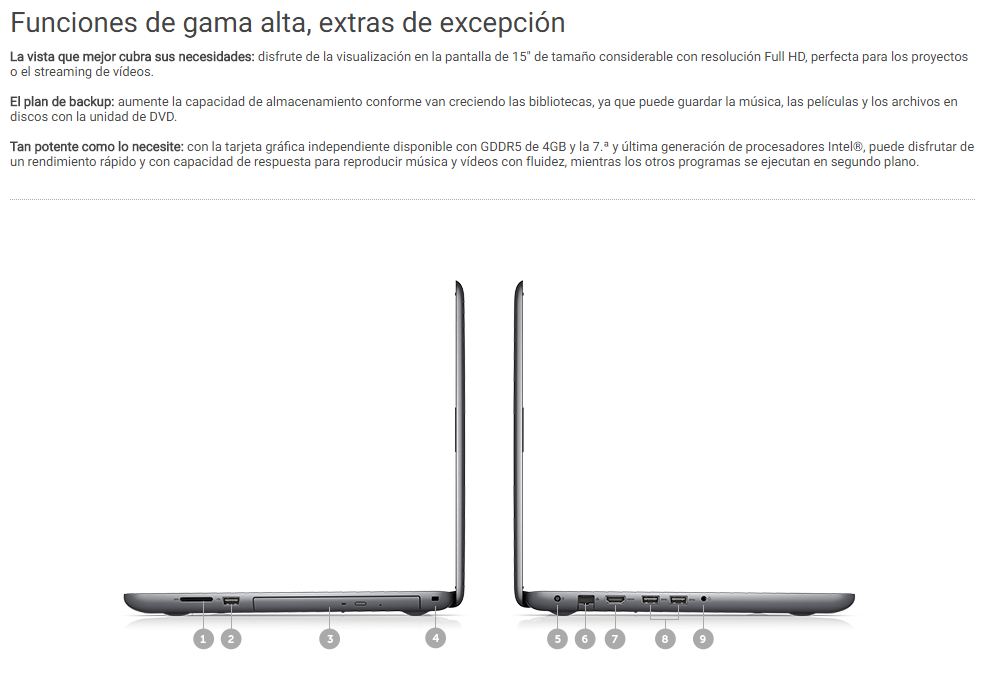 Funciones de gama alta, extras de excepción
La vista que mejor cubra sus necesidades: disfrute de la visualización en la pantalla de 15" de tamaño considerable con resolución Full HD, perfecta para los proyectos
o el streaming de vídeos.
El plan de backup: aumente la capacidad de almacenamiento conforme van creciendo las bibliotecas, ya que puede guardar la música, las películas y los archivos en
discos con la unidad de DVD.
Tan potente como lo necesite: con la tarjeta gráfica independiente disponible con GDDR5 de 4GB y la 7.ª y última generación de procesadores Intel®, puede disfrutar de
un rendimiento rápido y con capacidad de respuesta para reproducir música y vídeos con fluidez, mientras los otros programas se ejecutan en segundo plano.
1 2 3 4 5 6 7 8 9